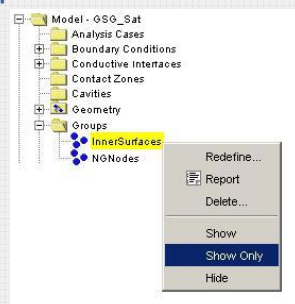 Model - GSG_Sat
Analysis Cases
Boundary Conditions
Conductive Interfaces
Contact Zones
Cavities
Geometry
Groups
InnerSurfaces
NGNodes
Redefine...
Report
Delete...
Show
Show Only
Hide